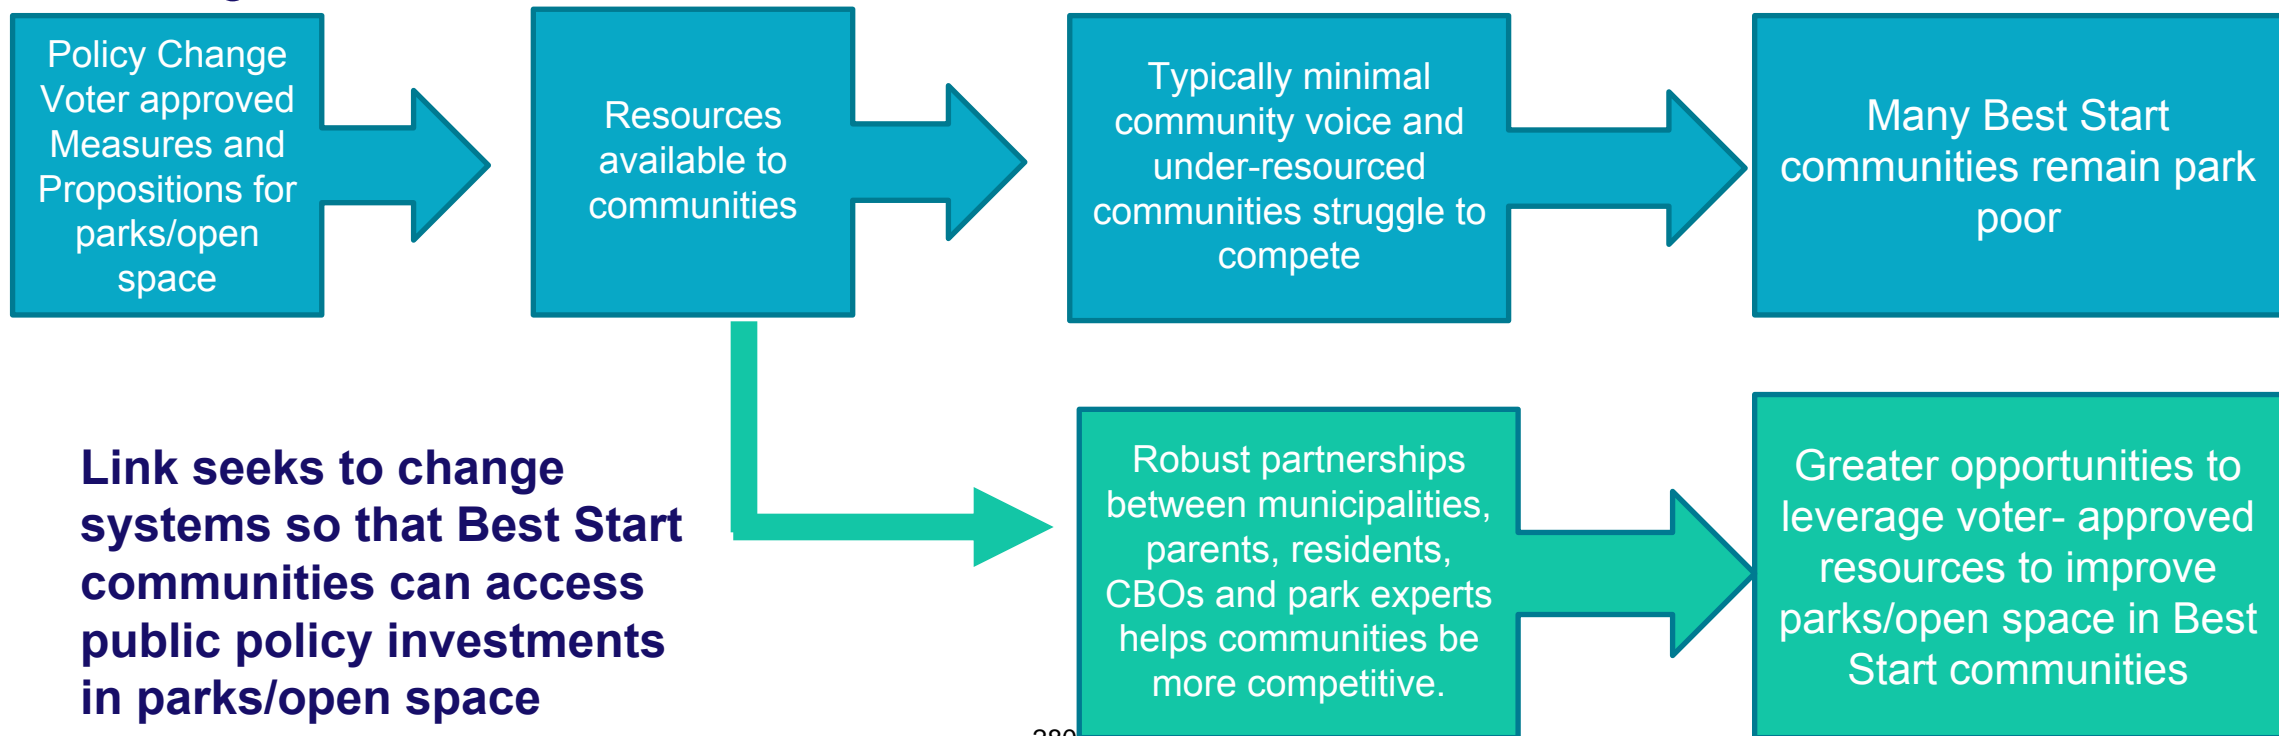 Policy Change
Voter approved
Measures and
Propositions for
parks/open
space
Resources
available to
communities
Typically minimal
community voice and
under-resourced
communities struggle to
compete
Many Best Start
communities remain park
poor
Link seeks to change
systems so that Best Start
communities can access
public policy investments
in parks/open space
Robust partnerships
between municipalities,
parents, residents,
CBOs and park experts
helps communities be
more competitive.
Greater opportunities to
leverage voter- approved
resources to improve
parks/open space in Best
Start communities
280